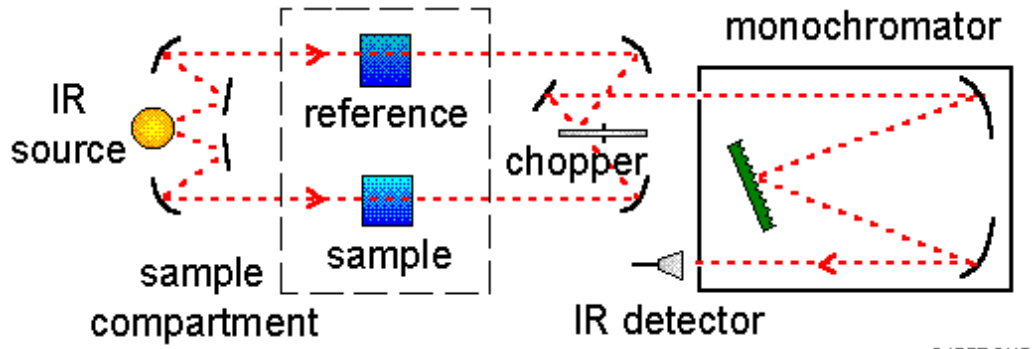 monochromator
IR
source
reference
chopper
sample
sample
compartment
IR detector